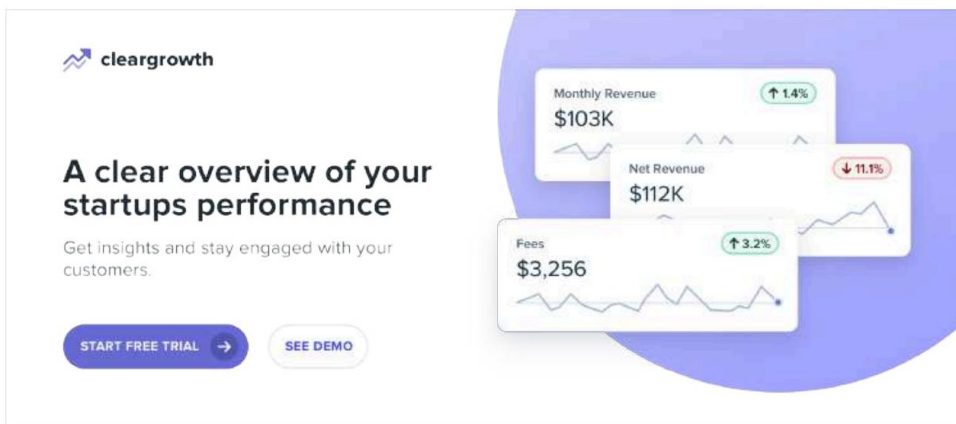 cleargrowth
A clear overview of your
startups performance
Get insights and stay engaged with your
customers.
START FREE TRIAL →
SEE DEMO
Monthly Revenue
↑ 1.4%
$103K
Net Revenue
↓ 11.1%
$112K
Fees
↑ 3.2%
$3,256